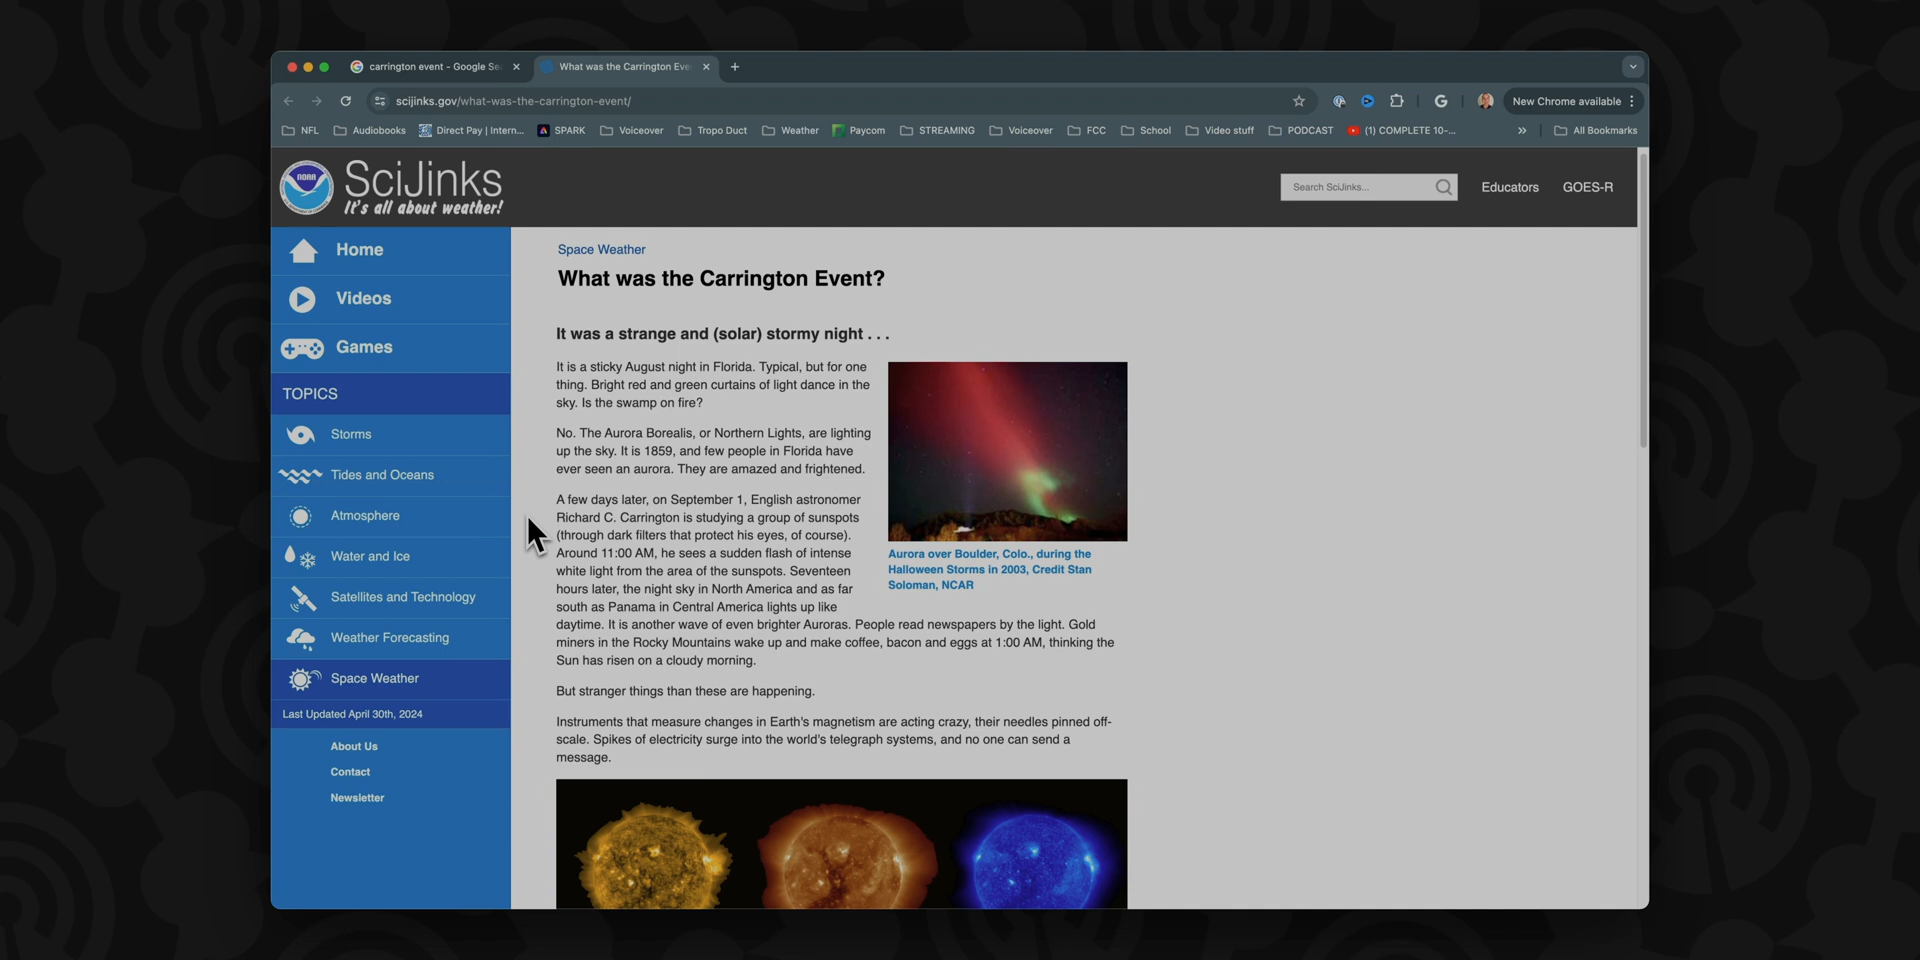 carrington event - Google Se
What was the Carrington Eve
scijinks.gov/what-was-the-carrington-event/
New Chrome available
NFL
Audiobooks
Direct Pay | Intern...
SPARK
Voiceover
Tropo Duct
Weather
Paycom
STREAMING
Voiceover
FCC
School
Video stuff
PODCAST
(1) COMPLETE 10-...
All Bookmarks
NOAA
SciJinks
It's all about weather!
Search SciJinks...
Educators
GOES-R
Home
Videos
Games
TOPICS
Storms
Tides and Oceans
Atmosphere
Water and Ice
Satellites and Technology
Weather Forecasting
Space Weather
Last Updated April 30th, 2024
About Us
Contact
Newsletter
Space Weather
What was the Carrington Event?
It was a strange and (solar) stormy night . . .
It is a sticky August night in Florida. Typical, but for one
thing. Bright red and green curtains of light dance in the
sky. Is the swamp on fire?
No. The Aurora Borealis, or Northern Lights, are lighting
up the sky. It is 1859, and few people in Florida have
ever seen an aurora. They are amazed and frightened.
A few days later, on September 1, English astronomer
Richard C. Carrington is studying a group of sunspots
(through dark filters that protect his eyes, of course).
Around 11:00 AM, he sees a sudden flash of intense
white light from the area of the sunspots. Seventeen
hours later, the night sky in North America and as far
south as Panama in Central America lights up like
daytime. It is another wave of even brighter Auroras. People read newspapers by the light. Gold
miners in the Rocky Mountains wake up and make coffee, bacon and eggs at 1:00 AM, thinking the
Sun has risen on a cloudy morning.
Aurora over Boulder, Colo., during the
Halloween Storms in 2003, Credit Stan
Soloman, NCAR
But stranger things than these are happening.
Instruments that measure changes in Earth's magnetism are acting crazy, their needles pinned off-
scale. Spikes of electricity surge into the world's telegraph systems, and no one can send a
message.